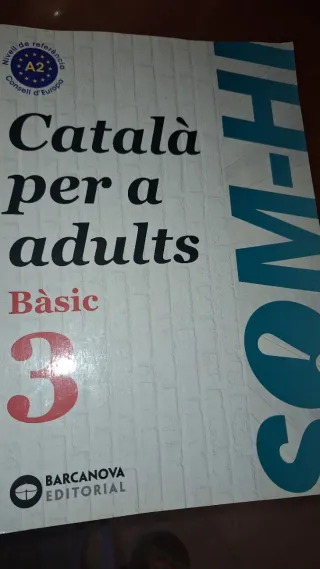 Nivell de referència
A2
Consell d'Europa
Català
per a
adults
Bàsic
3
SOM-HI
BARCANOVA
EDITORIAL